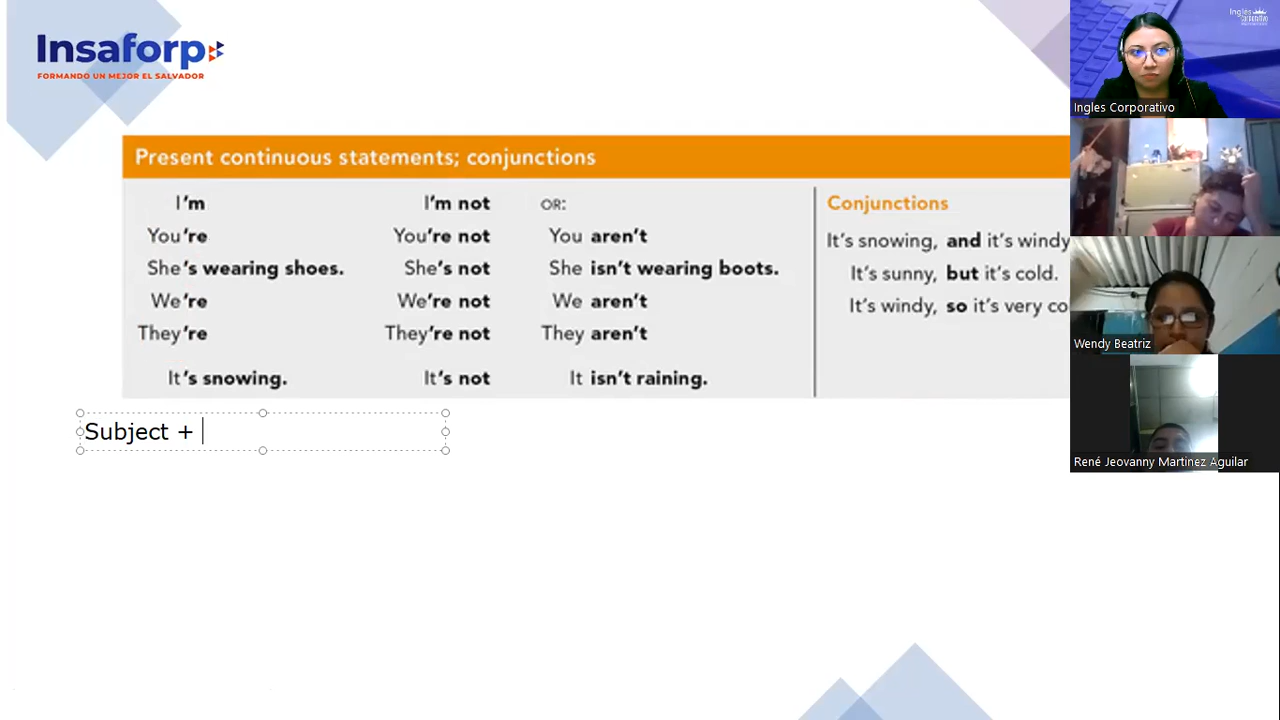 Insaforp
FORMANDO UN MEJOR EL SALVADOR
Present continuous statements; conjunctions
I'm I'm not OR:
You're You're not You aren't
She's wearing shoes. She's not She isn't wearing boots.
We're We're not We aren't
They're They're not They aren't
It's snowing. It's not It isn't raining.
Conjunctions
It's snowing, and it's windy
It's sunny, but it's cold.
It's windy, so it's very co
Subject +
Ingles
corporativo
Ingles Corporativo
Wendy Beatriz
René Jeovanny Martinez Aguilar